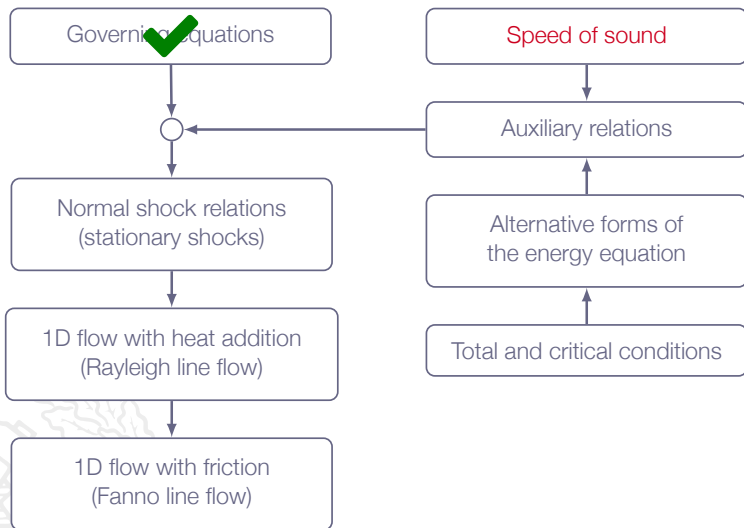 Governing equations
Speed of sound
Auxiliary relations
Normal shock relations
(stationary shocks)
Alternative forms of
the energy equation
1D flow with heat addition
(Rayleigh line flow)
Total and critical conditions
1D flow with friction
(Fanno line flow)